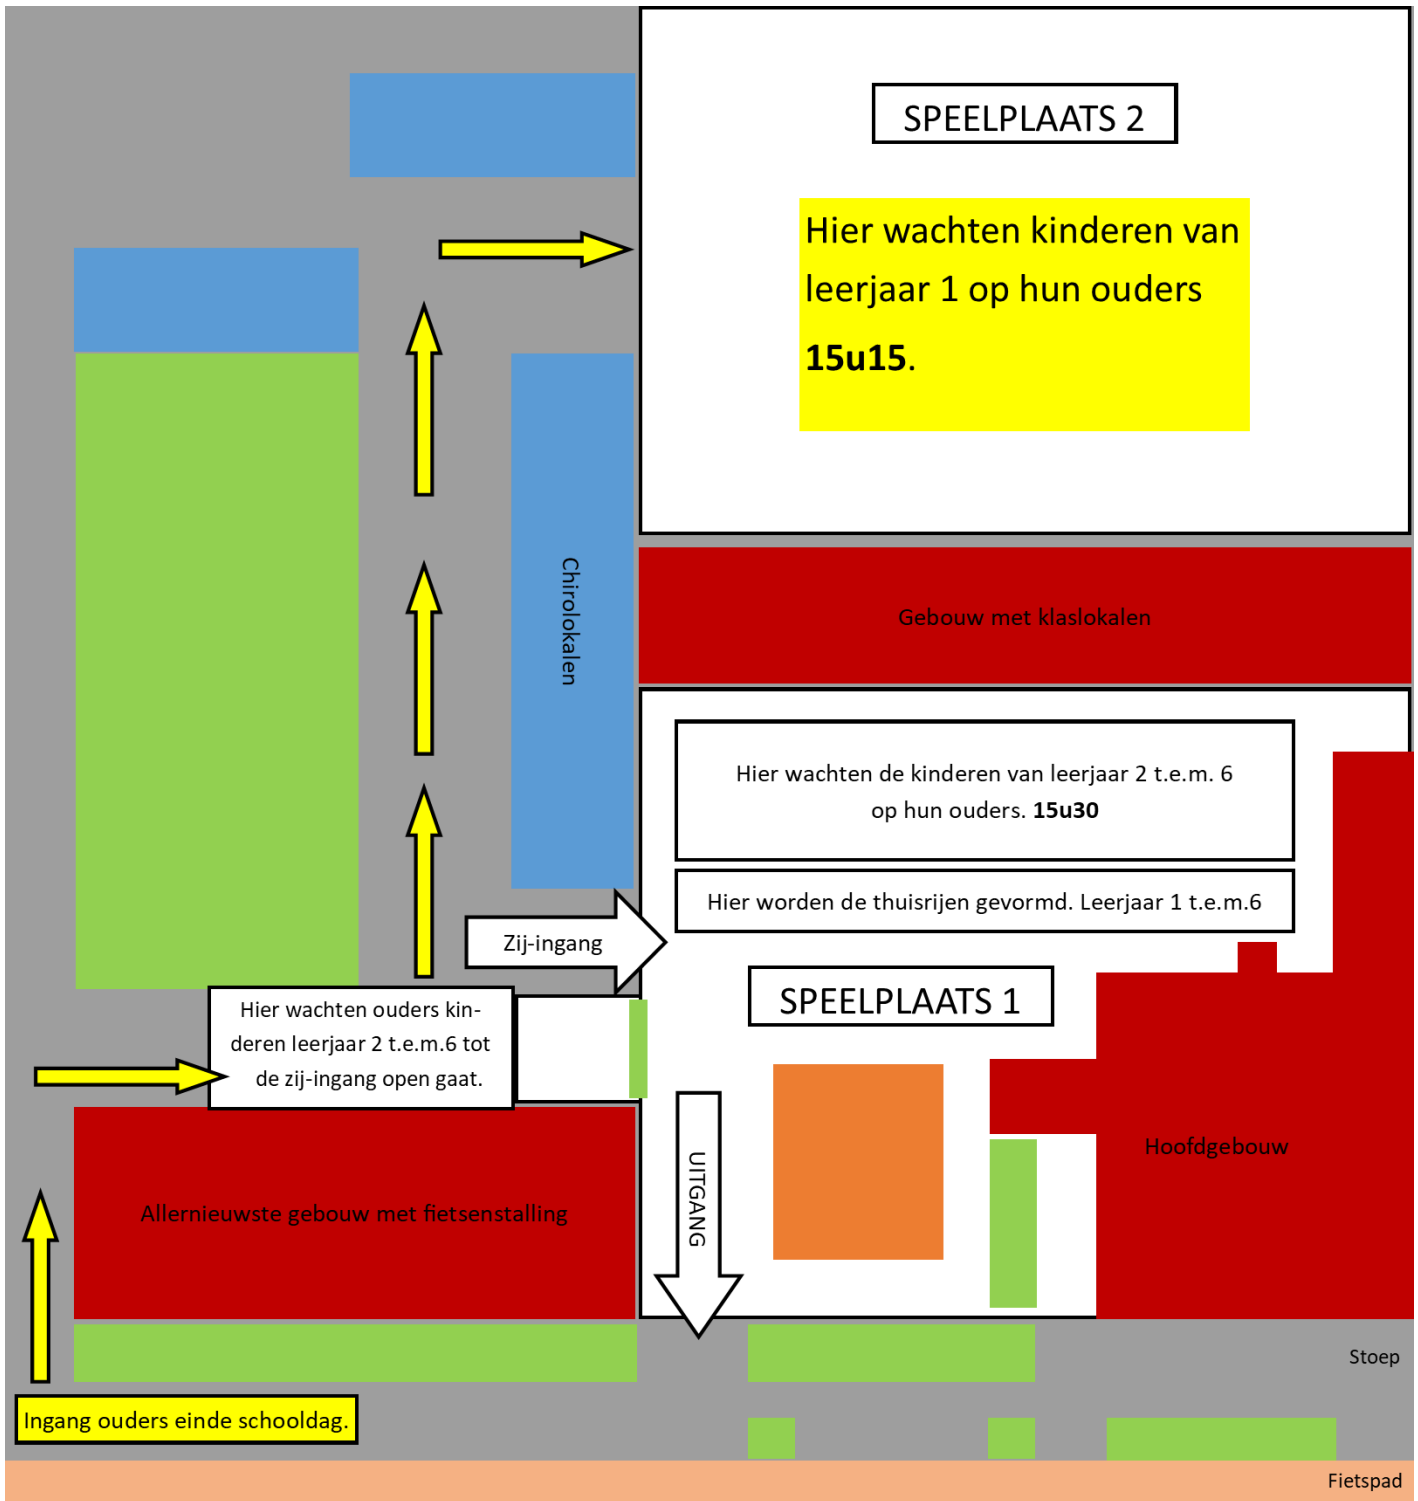 SPEELPLAATS 2
Hier wachten kinderen van
leerjaar 1 op hun ouders
15u15.
Chirolokalen
Gebouw met klaslokalen
Hier wachten de kinderen van leerjaar 2 t.e.m. 6
op hun ouders. 15u30
Hier worden de thuisrijen gevormd. Leerjaar 1 t.e.m.6
Zij-ingang
SPEELPLAATS 1
Hier wachten ouders kin-
deren leerjaar 2 t.e.m.6 tot
de zij-ingang open gaat.
UITGANG
Hoofdgebouw
Allernieuwste gebouw met fietsenstalling
Stoep
Ingang ouders einde schooldag.
Fietspad